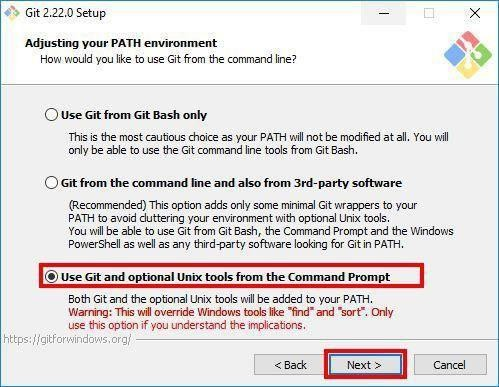 Git 2.22.0 Setup
Adjusting your PATH environment
How would you like to use Git from the command line?
Use Git from Git Bash only
This is the most cautious choice as your PATH will not be modified at all. You will
only be able to use the Git command line tools from Git Bash.
Git from the command line and also from 3rd-party software
(Recommended) This option adds only some minimal Git wrappers to your
PATH to avoid cluttering your environment with optional Unix tools.
You will be able to use Git from Git Bash, the Command Prompt and the Windows
PowerShell as well as any third-party software looking for Git in PATH.
Use Git and optional Unix tools from the Command Prompt
Both Git and the optional Unix tools will be added to your PATH.
Warning: This will override Windows tools like "find" and "sort". Only
use this option if you understand the implications.
https://gitforwindows.org/
< Back Next > Cancel